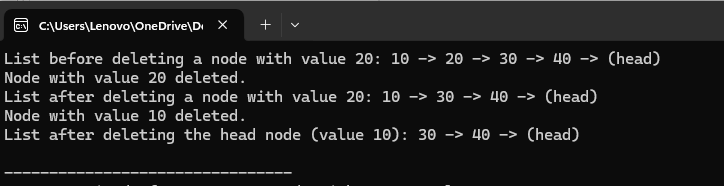 C:\Users\Lenovo\OneDrive\De
List before deleting a node with value 20: 10 -> 20 -> 30 -> 40 -> (head)
Node with value 20 deleted.
List after deleting a node with value 20: 10 -> 30 -> 40 -> (head)
Node with value 10 deleted.
List after deleting the head node (value 10): 30 -> 40 -> (head)
--------------------------------